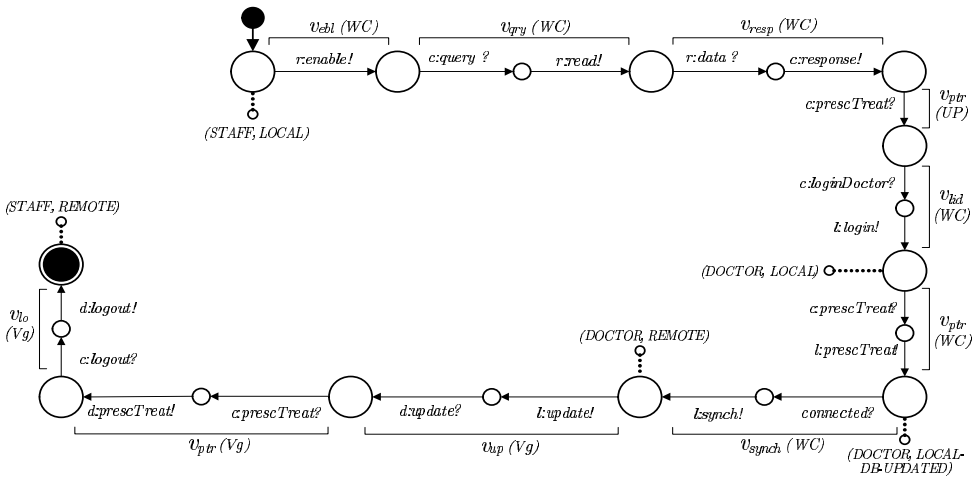 v_ebl (WC)
v_qry (WC)
v_resp (WC)
r:enable!
c:query ?
r:read!
r:data ?
c:response!
(STAFF, LOCAL)
c:prescTreat?
v_ptr
(UP)
c:loginDoctor?
l:login!
v_lid
(WC)
(STAFF, REMOTE)
(DOCTOR, LOCAL)
d:logout!
c:logout?
v_lo
(Vg)
c:prescTreat?
l:prescTreat!
v_ptr
(WC)
(DOCTOR, REMOTE)
d:prescTreat!
c:prescTreat?
d:update?
l:update!
l:synch!
connected?
v_ptr (Vg)
v_up (Vg)
v_synch (WC)
(DOCTOR, LOCAL-
DB-UPDATED)